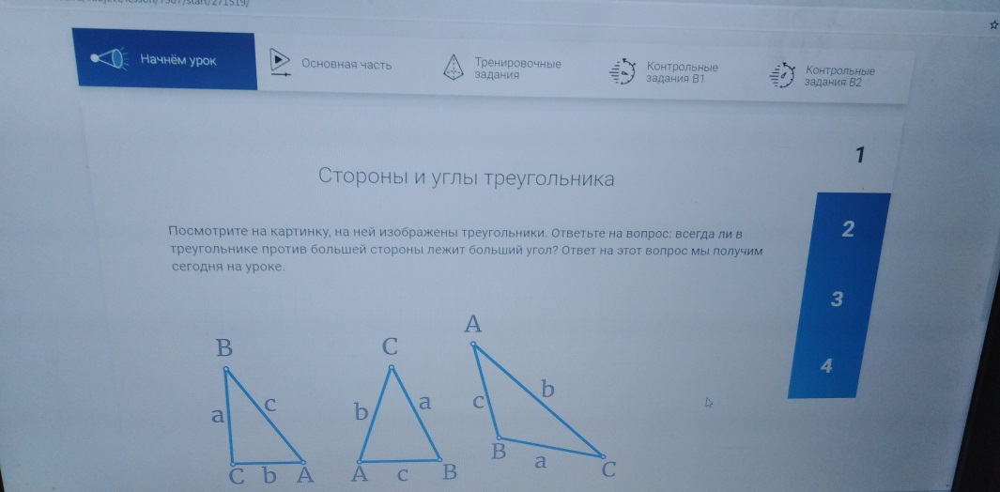 Начнём урок
Основная часть
Тренировочные
задания
Контрольные
задания В1
Контрольные
задания В2
1
Стороны и углы треугольника
2
Посмотрите на картинку, на ней изображены треугольники. Ответьте на вопрос: всегда ли в
треугольнике против большей стороны лежит больший угол? Ответ на этот вопрос мы получим
сегодня на уроке.
3
4
B
a
c
C b A
C
b a
A c B
A
c b
B a C